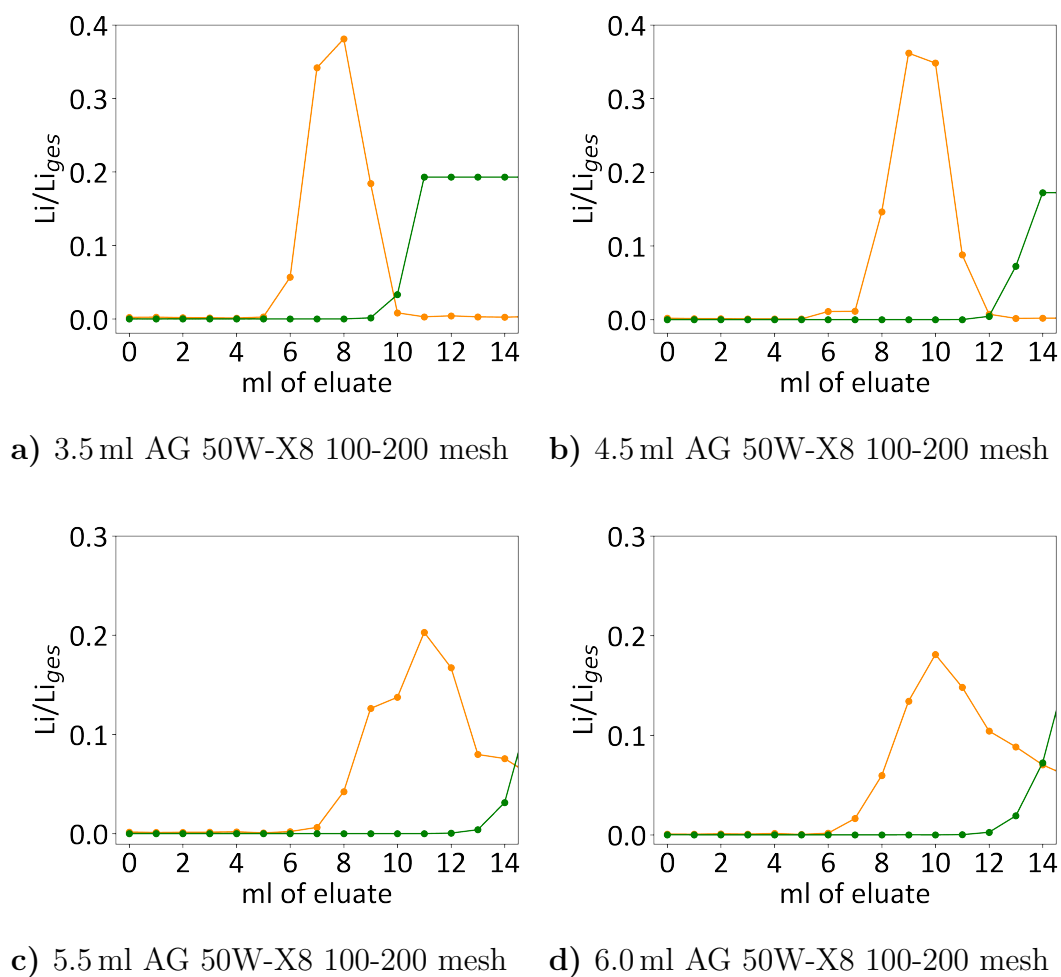 0.4
0.3
0.2
0.1
0.0
Li/Li_ges
0 2 4 6 8 10 12 14
ml of eluate
a) 3.5 ml AG 50W-X8 100-200 mesh
0.4
0.3
0.2
0.1
0.0
Li/Li_ges
0 2 4 6 8 10 12 14
ml of eluate
b) 4.5 ml AG 50W-X8 100-200 mesh
0.3
0.2
0.1
0.0
Li/Li_ges
0 2 4 6 8 10 12 14
ml of eluate
c) 5.5 ml AG 50W-X8 100-200 mesh
0.3
0.2
0.1
0.0
Li/Li_ges
0 2 4 6 8 10 12 14
ml of eluate
d) 6.0 ml AG 50W-X8 100-200 mesh